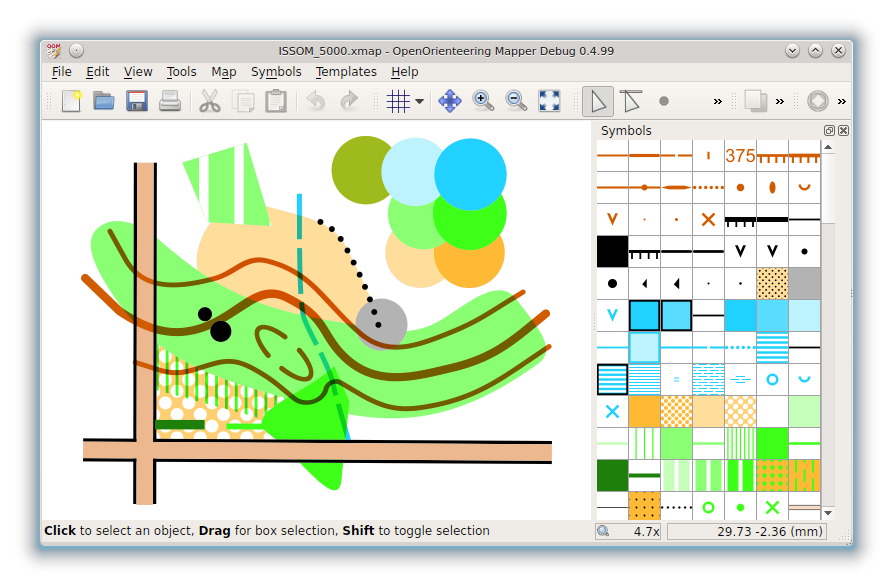 ISSOM_5000.xmap - OpenOrienteering Mapper Debug 0.4.99
File Edit View Tools Map Symbols Templates Help
» » »
Symbols
375
Click to select an object, Drag for box selection, Shift to toggle selection
4.7x
29.73 -2.36 (mm)